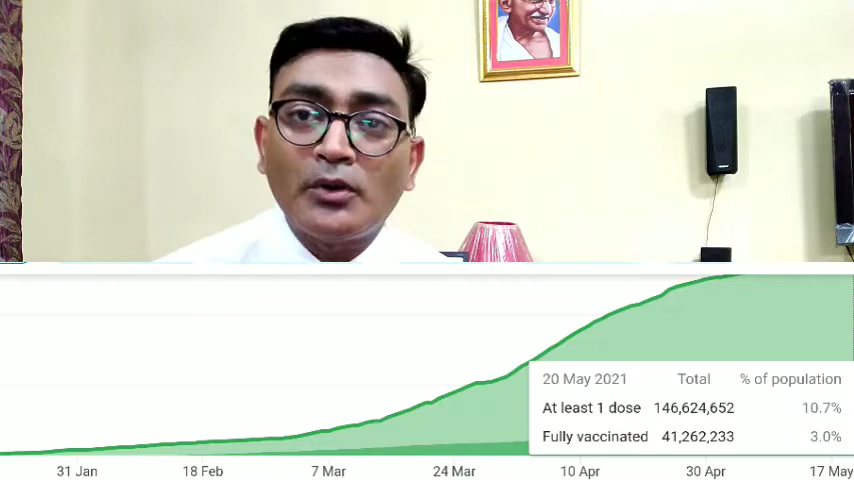 20 May 2021 Total % of population
At least 1 dose 146,624,652 10.7%
Fully vaccinated 41,262,233 3.0%
31 Jan 18 Feb 7 Mar 24 Mar 10 Apr 30 Apr 17 May